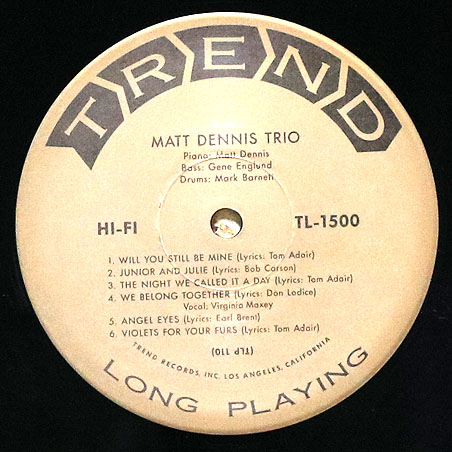 TREND
MATT DENNIS TRIO
Piano: Matt Dennis
Bass: Gene Englund
Drums: Mark Barnett
HI-FI
TL-1500
1. WILL YOU STILL BE MINE (Lyrics: Tom Adair)
2. JUNIOR AND JULIE (Lyrics: Bob Carson)
3. THE NIGHT WE CALLED IT A DAY (Lyrics: Tom Adair)
4. WE BELONG TOGETHER (Lyrics: Don Lodice)
Vocal: Virginia Maxey
5. ANGEL EYES (Lyrics: Earl Brent)
6. VIOLETS FOR YOUR FURS (Lyrics: Tom Adair)
(TLP 110)
TREND RECORDS, INC. LOS ANGELES, CALIFORNIA
LONG PLAYING